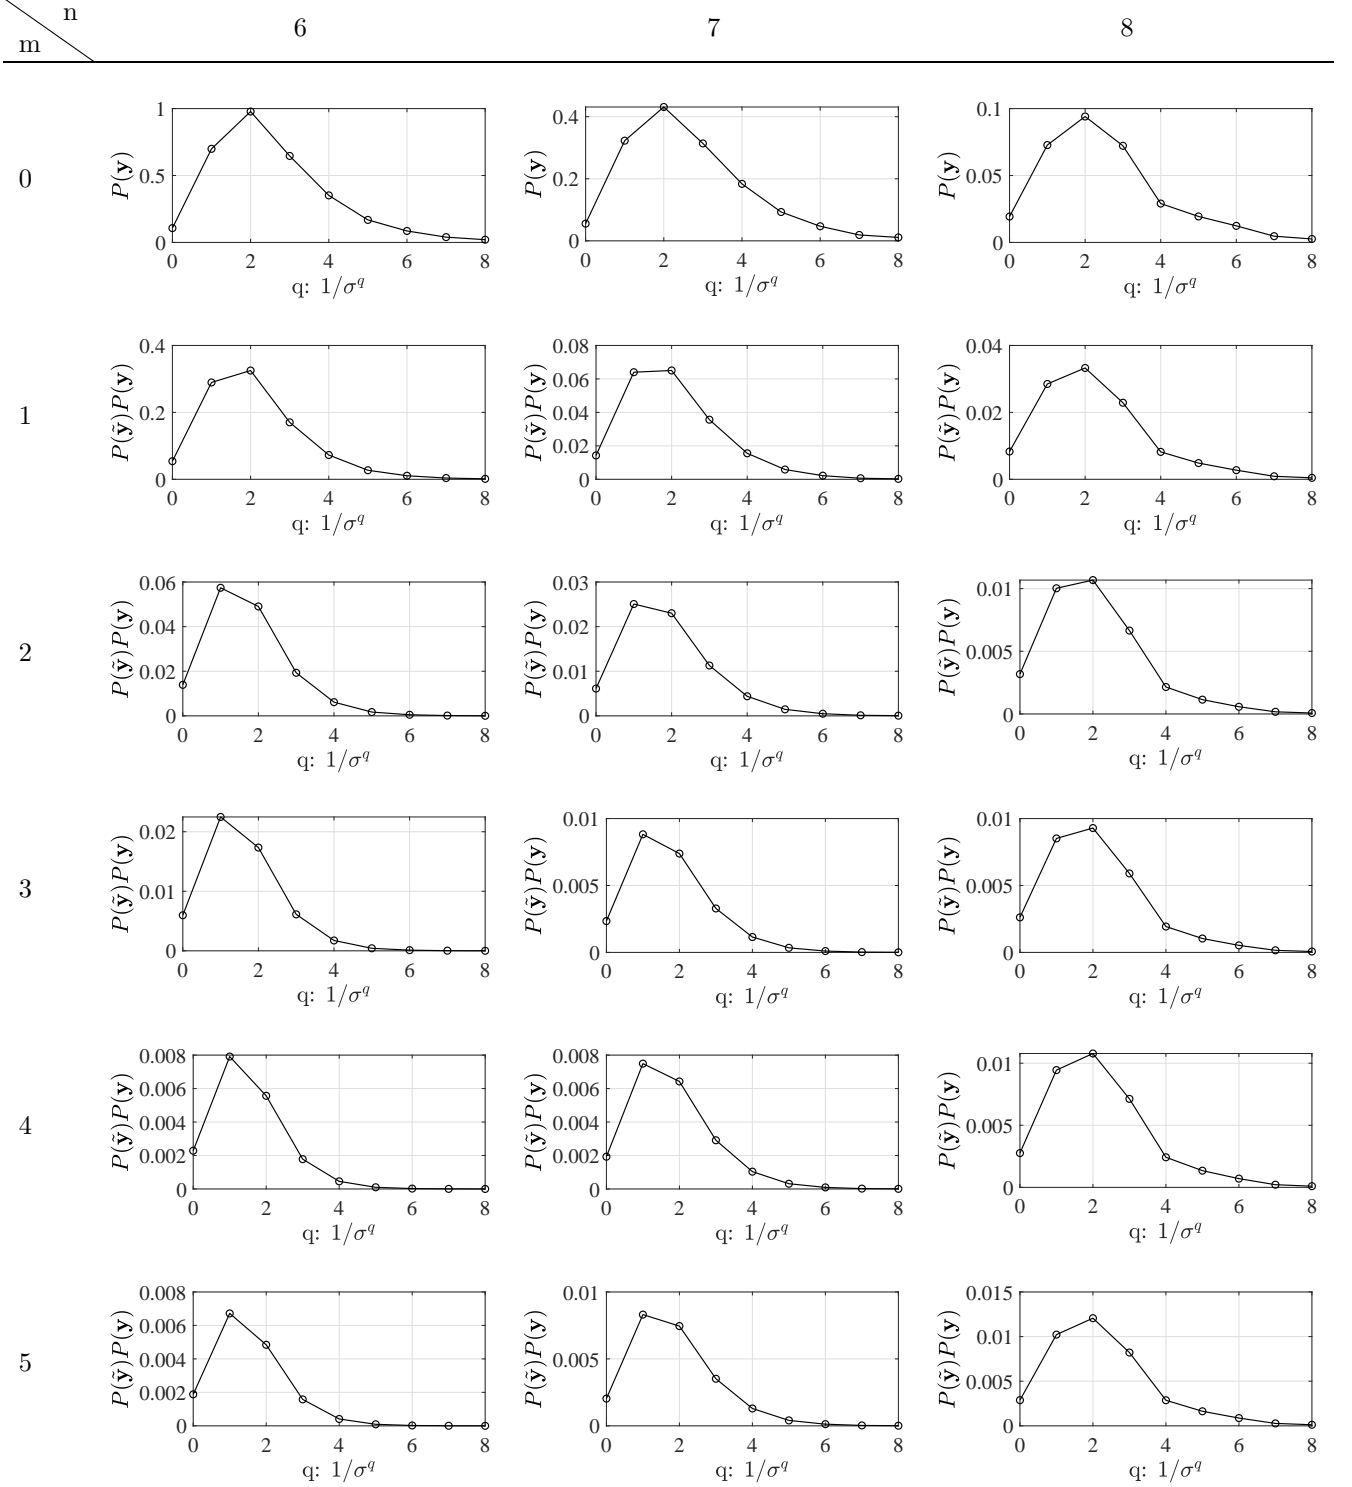 n
m
6 7 8
0
1 0.5 0
P(y)
0 2 4 6 8
q: 1/σ^q
0.4 0.2 0
P(y)
0 2 4 6 8
q: 1/σ^q
0.1 0.05 0
P(y)
0 2 4 6 8
q: 1/σ^q
1
0.4 0.2 0
P(ỹ)P(y)
0 2 4 6 8
q: 1/σ^q
0.08 0.06 0.04 0.02 0
P(ỹ)P(y)
0 2 4 6 8
q: 1/σ^q
0.04 0.02 0
P(ỹ)P(y)
0 2 4 6 8
q: 1/σ^q
2
0.06 0.04 0.02 0
P(ỹ)P(y)
0 2 4 6 8
q: 1/σ^q
0.03 0.02 0.01 0
P(ỹ)P(y)
0 2 4 6 8
q: 1/σ^q
0.01 0.005 0
P(ỹ)P(y)
0 2 4 6 8
q: 1/σ^q
3
0.02 0.01 0
P(ỹ)P(y)
0 2 4 6 8
q: 1/σ^q
0.01 0.005 0
P(ỹ)P(y)
0 2 4 6 8
q: 1/σ^q
0.01 0.005 0
P(ỹ)P(y)
0 2 4 6 8
q: 1/σ^q
4
0.008 0.006 0.004 0.002 0
P(ỹ)P(y)
0 2 4 6 8
q: 1/σ^q
0.008 0.006 0.004 0.002 0
P(ỹ)P(y)
0 2 4 6 8
q: 1/σ^q
0.01 0.005 0
P(ỹ)P(y)
0 2 4 6 8
q: 1/σ^q
5
0.008 0.006 0.004 0.002 0
P(ỹ)P(y)
0 2 4 6 8
q: 1/σ^q
0.01 0.005 0
P(ỹ)P(y)
0 2 4 6 8
q: 1/σ^q
0.015 0.01 0.005 0
P(ỹ)P(y)
0 2 4 6 8
q: 1/σ^q